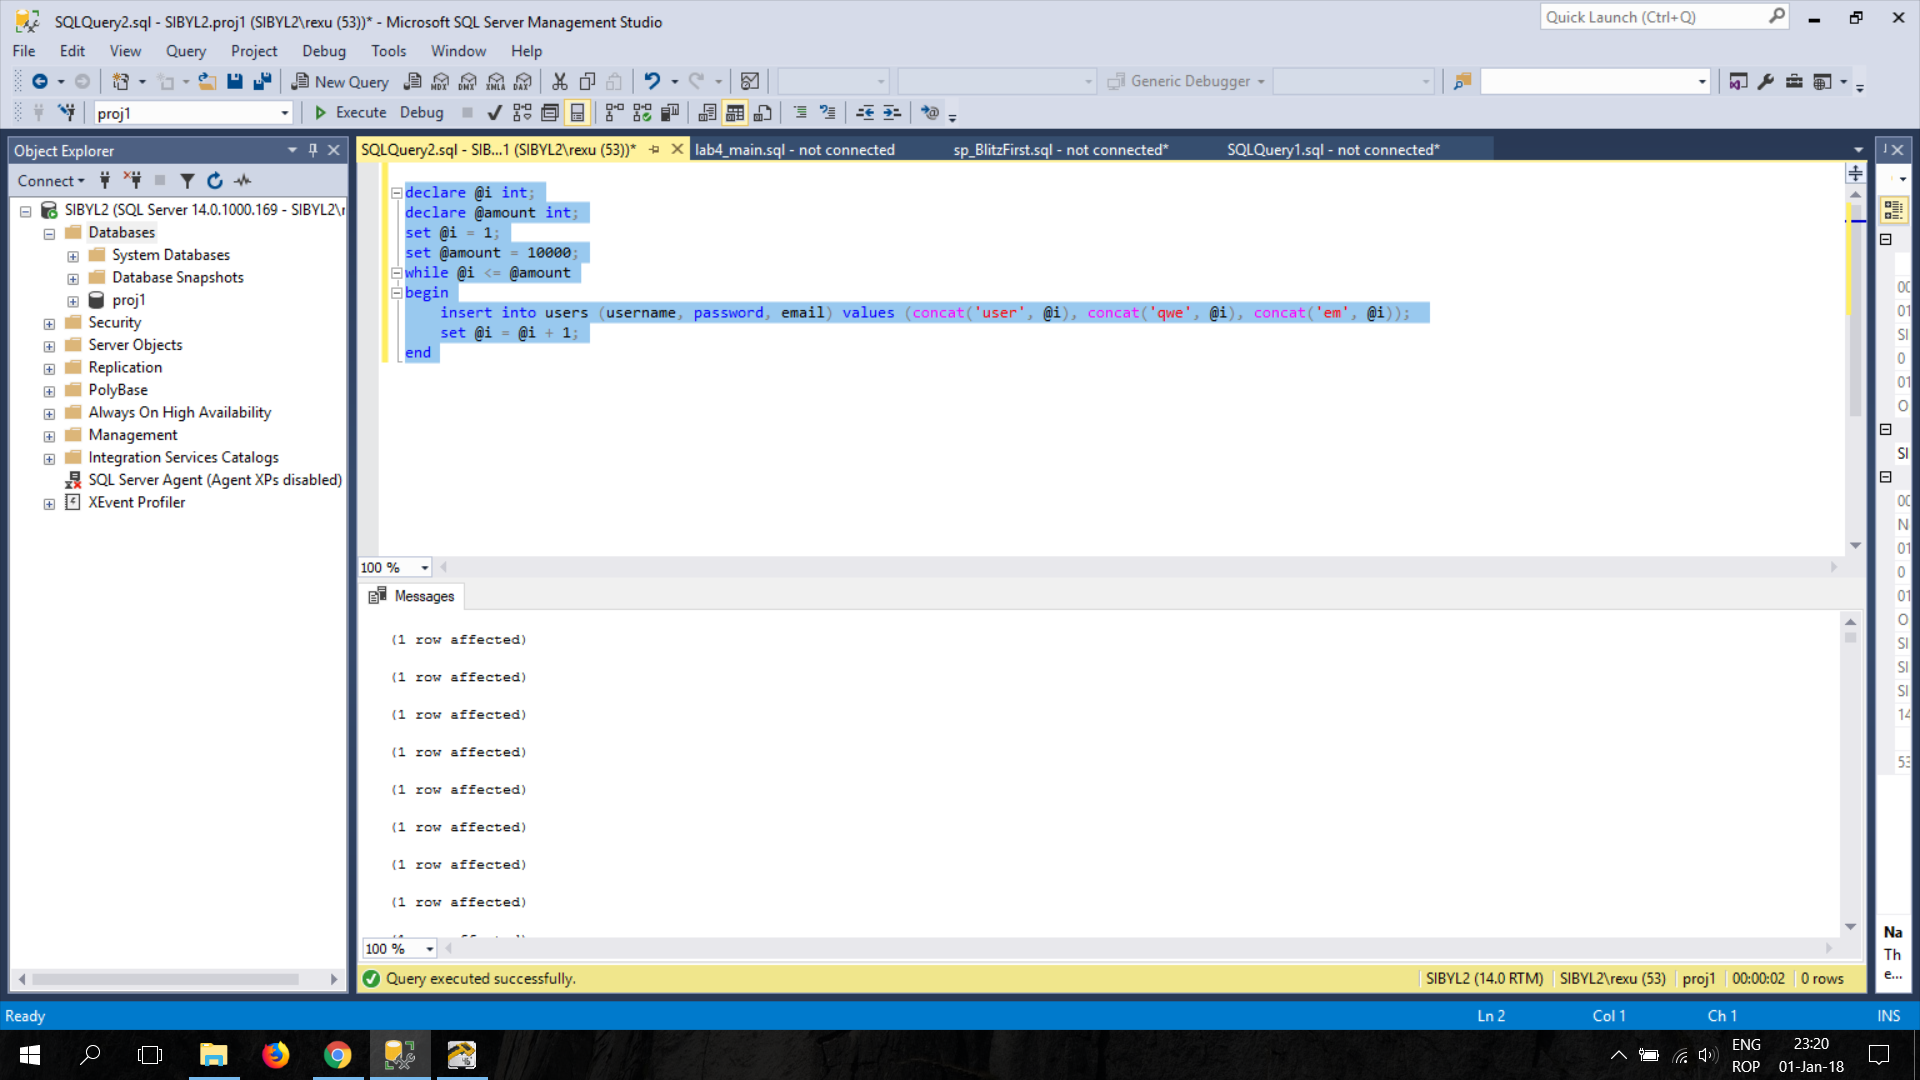 SQLQuery2.sql - SIBYL2.proj1 (SIBYL2\rexu (53))* - Microsoft SQL Server Management Studio
Quick Launch (Ctrl+Q)
File Edit View Query Project Debug Tools Window Help
New Query MDX DMX XMLA DAX Generic Debugger
proj1 Execute Debug
Object Explorer
Connect
SIBYL2 (SQL Server 14.0.1000.169 - SIBYL2\r
Databases
System Databases
Database Snapshots
proj1
Security
Server Objects
Replication
PolyBase
Always On High Availability
Management
Integration Services Catalogs
SQL Server Agent (Agent XPs disabled)
XEvent Profiler
SQLQuery2.sql - SIB...1 (SIBYL2\rexu (53))* lab4_main.sql - not connected sp_BlitzFirst.sql - not connected* SQLQuery1.sql - not connected*
declare @i int;
declare @amount int;
set @i = 1;
set @amount = 10000;
while @i <= @amount
begin
insert into users (username, password, email) values (concat('user', @i), concat('qwe', @i), concat('em', @i));
set @i = @i + 1;
end
100 %
Messages
(1 row affected)
(1 row affected)
(1 row affected)
(1 row affected)
(1 row affected)
(1 row affected)
(1 row affected)
(1 row affected)
100 %
Query executed successfully. SIBYL2 (14.0 RTM) SIBYL2\rexu (53) proj1 00:00:02 0 rows
00
01
SI
0
01
O
SI
00
N
01
0
01
O
SI
SI
SI
14
53
Na
Th
e...
Ready Ln 2 Col 1 Ch 1 INS
ENG 23:20
ROP 01-Jan-18